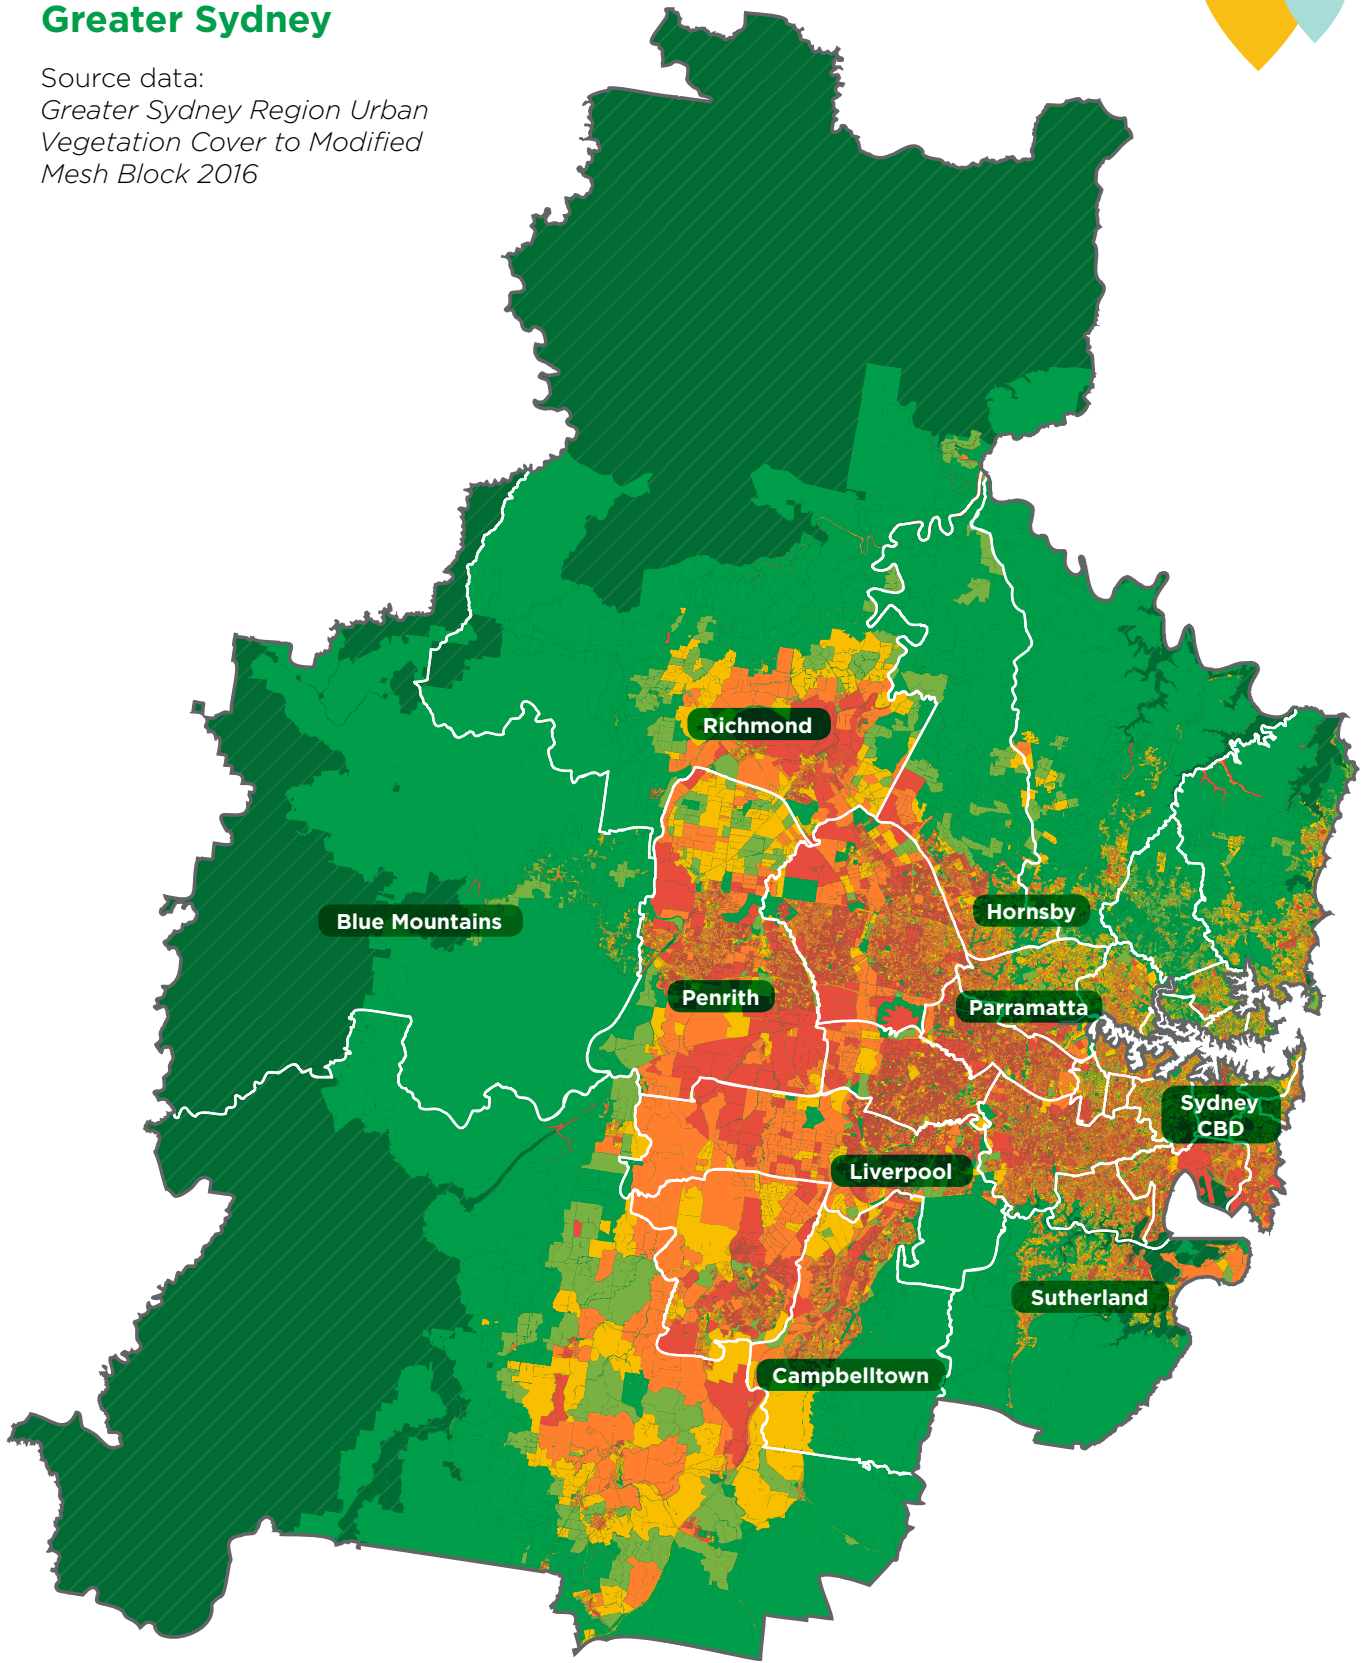 Greater Sydney
Source data:
Greater Sydney Region Urban
Vegetation Cover to Modified
Mesh Block 2016
Richmond
Blue Mountains
Hornsby
Penrith
Parramatta
Sydney
CBD
Liverpool
Sutherland
Campbelltown